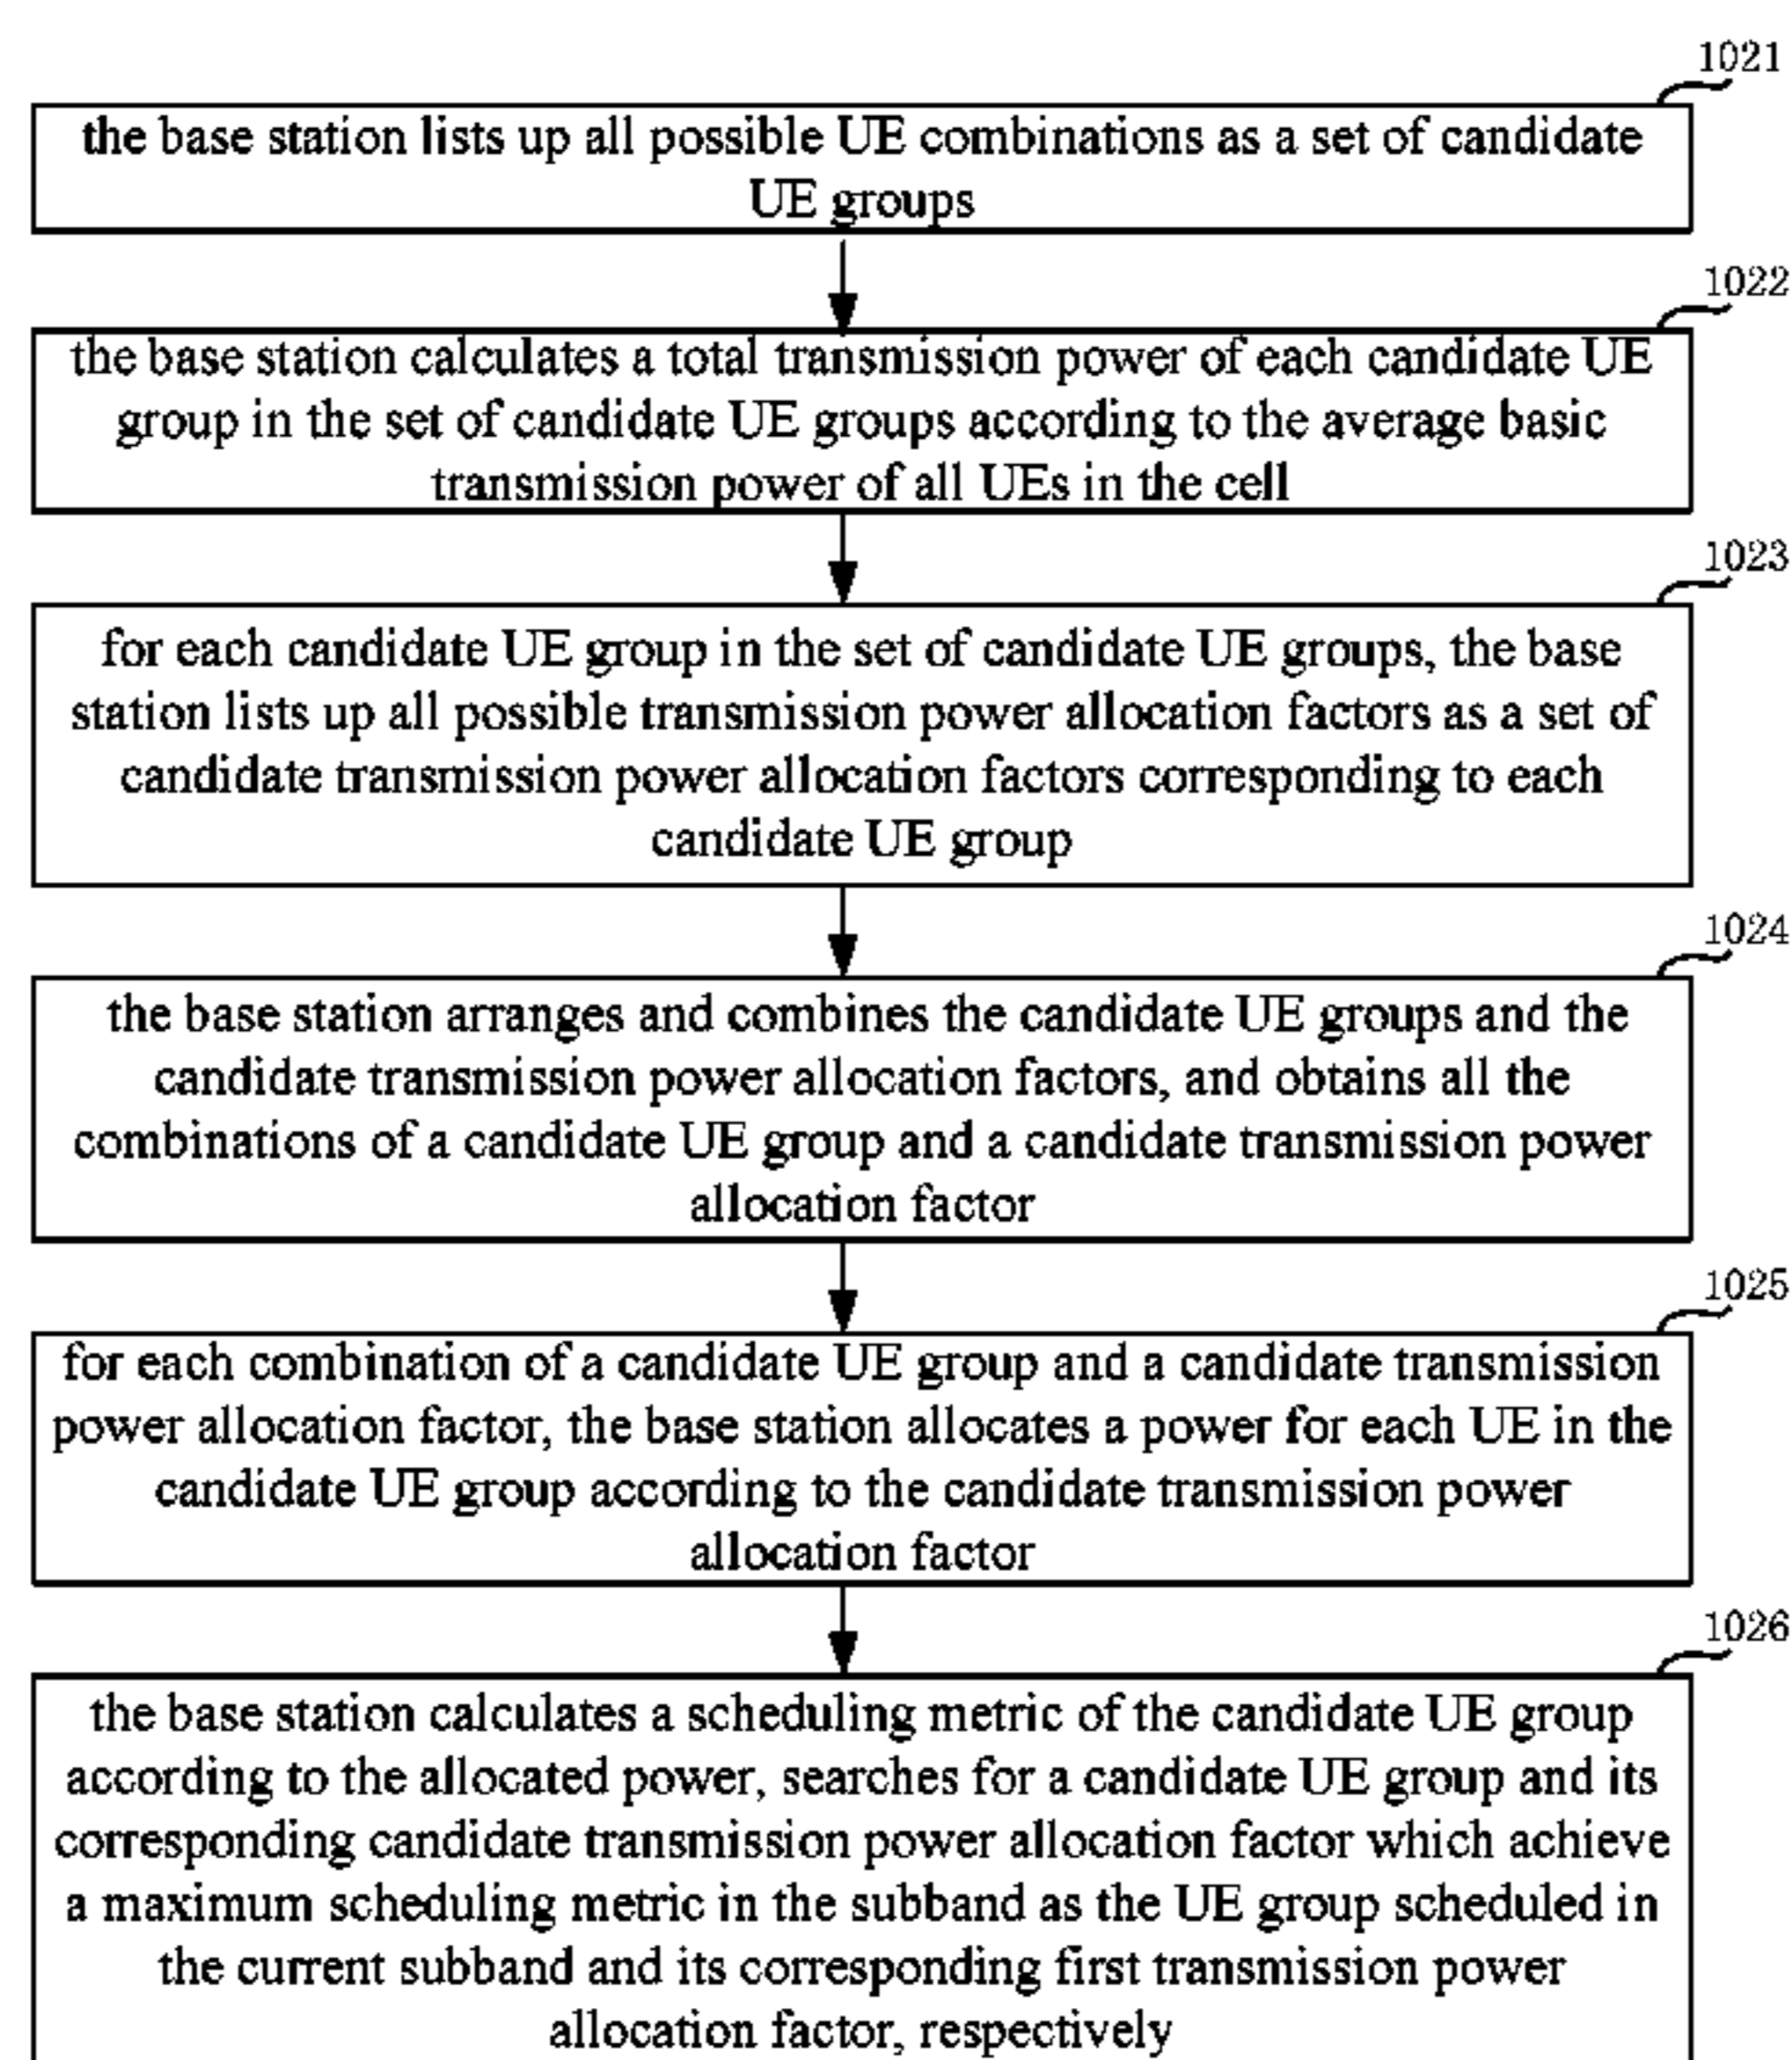 1021
the base station lists up all possible UE combinations as a set of candidate
UE groups
1022
the base station calculates a total transmission power of each candidate UE
group in the set of candidate UE groups according to the average basic
transmission power of all UEs in the cell
1023
for each candidate UE group in the set of candidate UE groups, the base
station lists up all possible transmission power allocation factors as a set of
candidate transmission power allocation factors corresponding to each
candidate UE group
1024
the base station arranges and combines the candidate UE groups and the
candidate transmission power allocation factors, and obtains all the
combinations of a candidate UE group and a candidate transmission power
allocation factor
1025
for each combination of a candidate UE group and a candidate transmission
power allocation factor, the base station allocates a power for each UE in the
candidate UE group according to the candidate transmission power
allocation factor
1026
the base station calculates a scheduling metric of the candidate UE group
according to the allocated power, searches for a candidate UE group and its
corresponding candidate transmission power allocation factor which achieve
a maximum scheduling metric in the subband as the UE group scheduled in
the current subband and its corresponding first transmission power
allocation factor, respectively